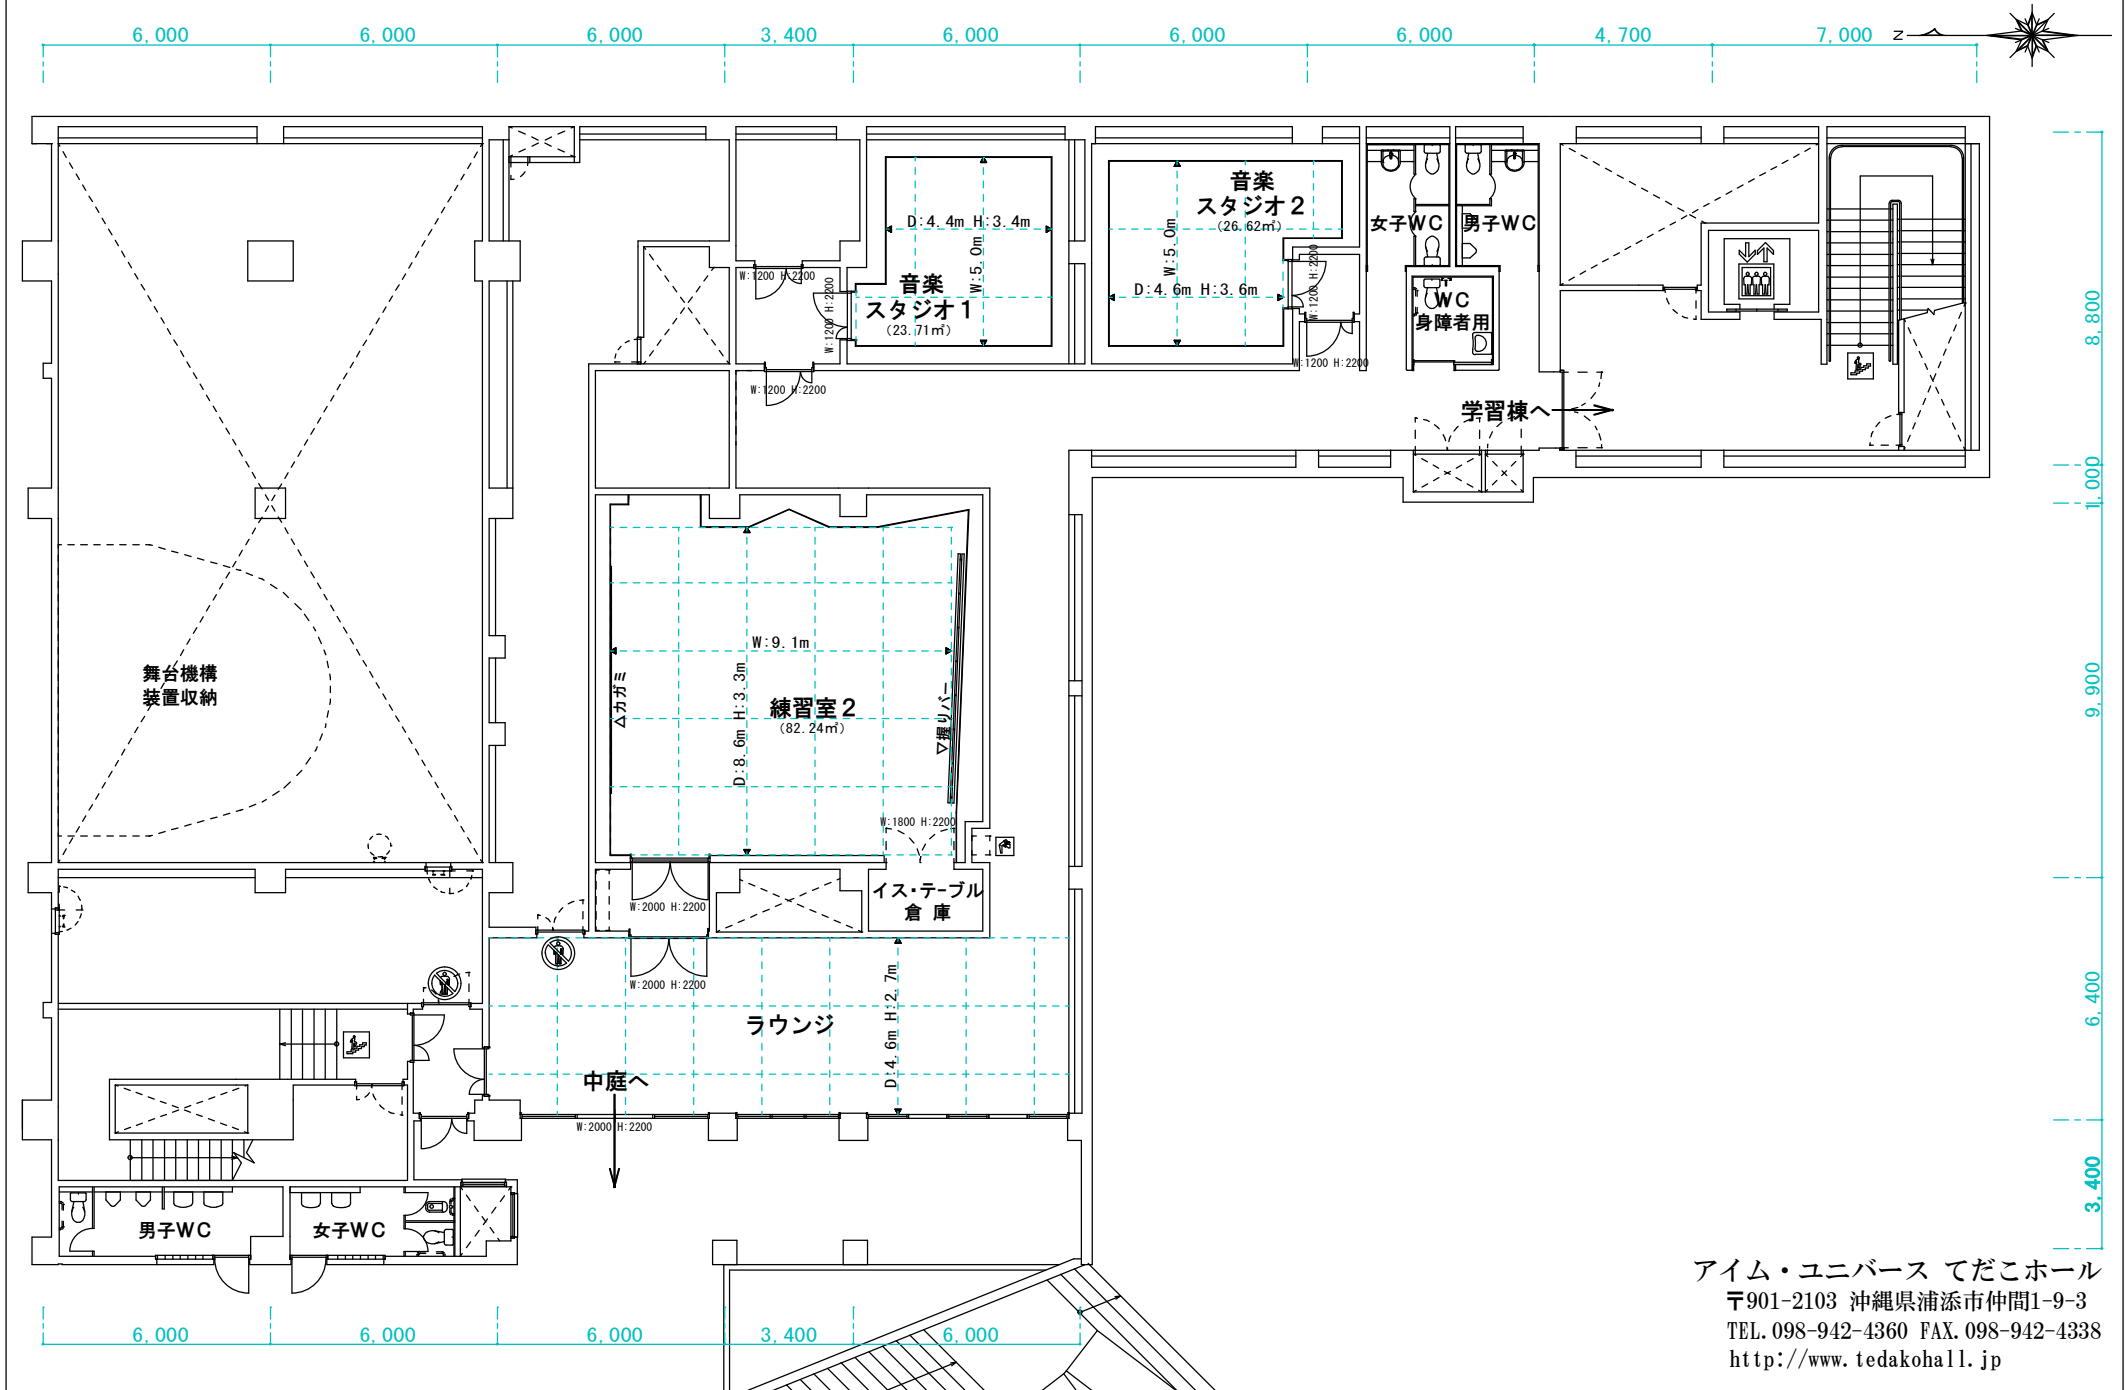 6,000 6,000 6,000 3,400 6,000 6,000 6,000 4,700 7,000 N
音楽
スタジオ2
(26.62㎡)
W:5.0m
D:4.6m H:3.6m
D:4.4m H:3.4m
W:5.0m
音楽
スタジオ1
(23.71㎡)
W:1200 H:2200
W:1200 H:2200
W:1200 H:2200
W:1200 H:2200
W:1200 H:2200
女子WC
男子WC
WC
身障者用
学習棟へ
8,800
1,000
9,900
6,400
3,400
舞台機構
装置収納
W:9.1m
D:8.6m H:3.3m
練習室2
(82.24㎡)
△カガミ
▽握りバー
W:1800 H:2200
イス・テーブル
倉庫
W:2000 H:2200
W:2000 H:2200
ラウンジ
D:4.6m H:2.7m
中庭へ
W:2000 H:2200
男子WC
女子WC
6,000 6,000 6,000 3,400 6,000
アイム・ユニバース てだこホール
〒901-2103 沖縄県浦添市仲間1-9-3
TEL.098-942-4360 FAX.098-942-4338
http://www.tedakohall.jp